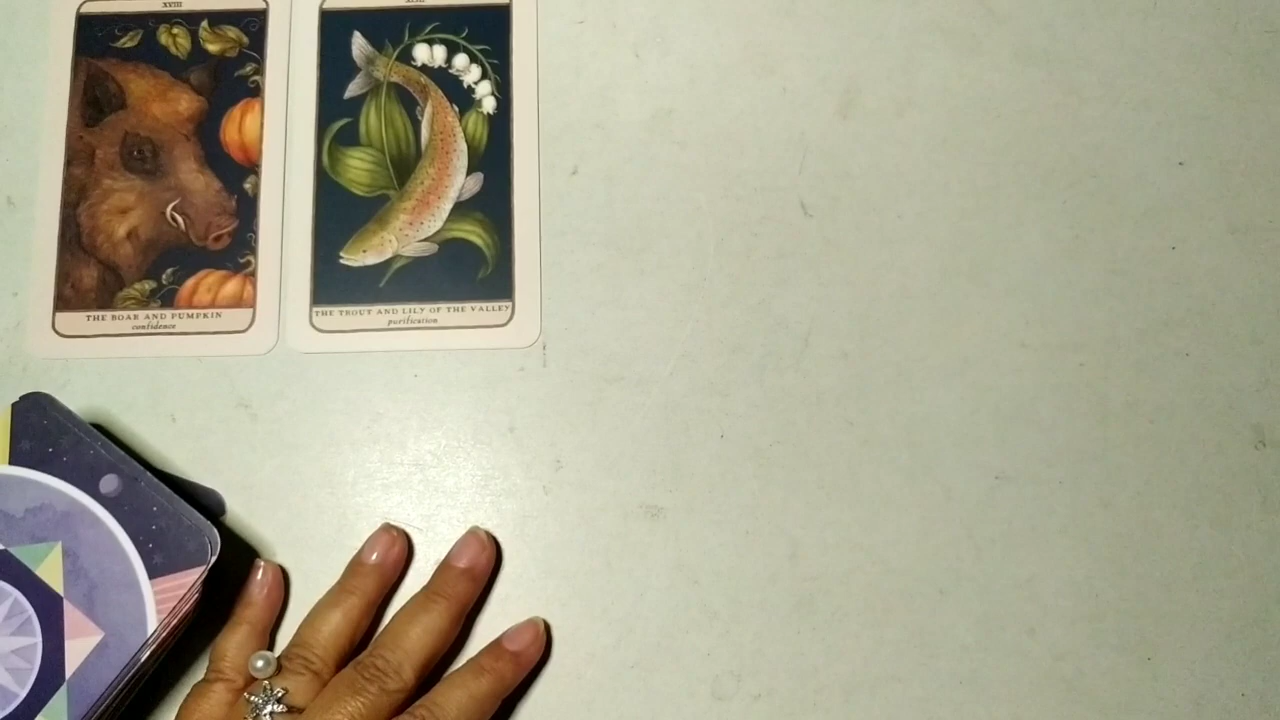 XVIII
THE BOAR AND PUMPKIN
confidence
THE TROUT AND LILY OF THE VALLEY
purification